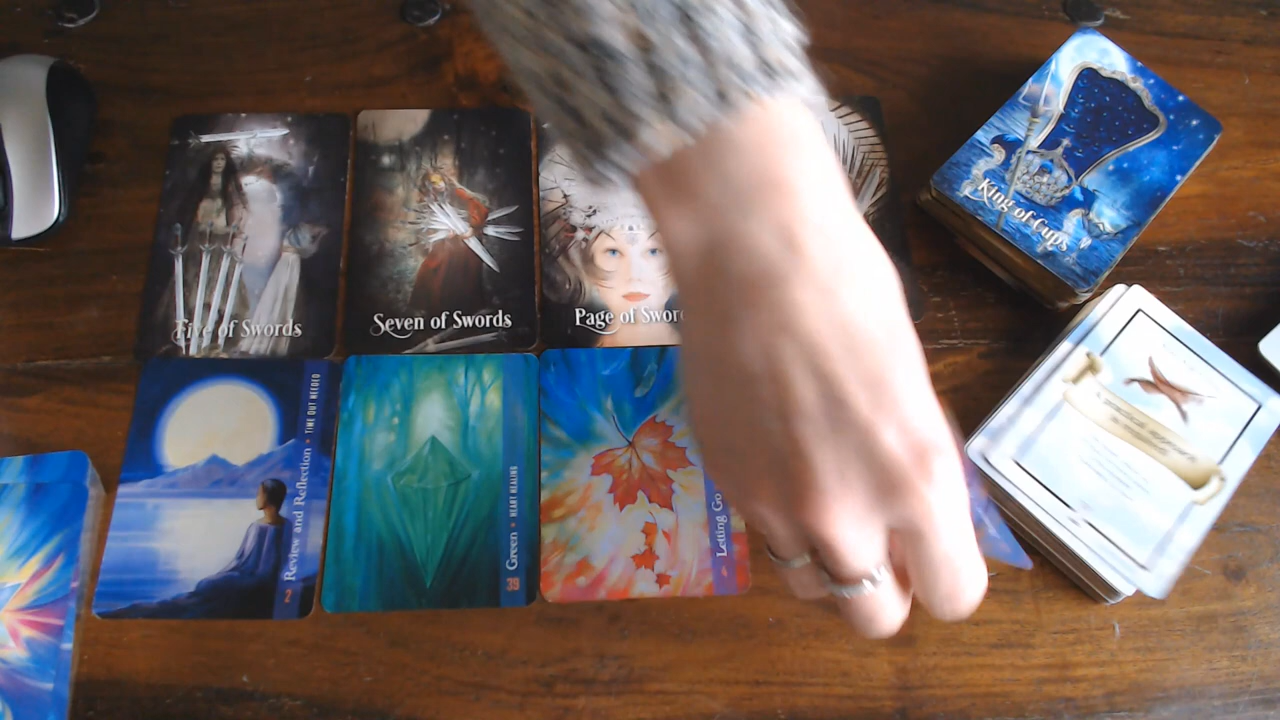 Five of Swords
Seven of Swords
Page of Swor
King of Cups
2 Review and Reflection • TIME OUT NEEDED
39 Green • HEART HEALING
Letting Go